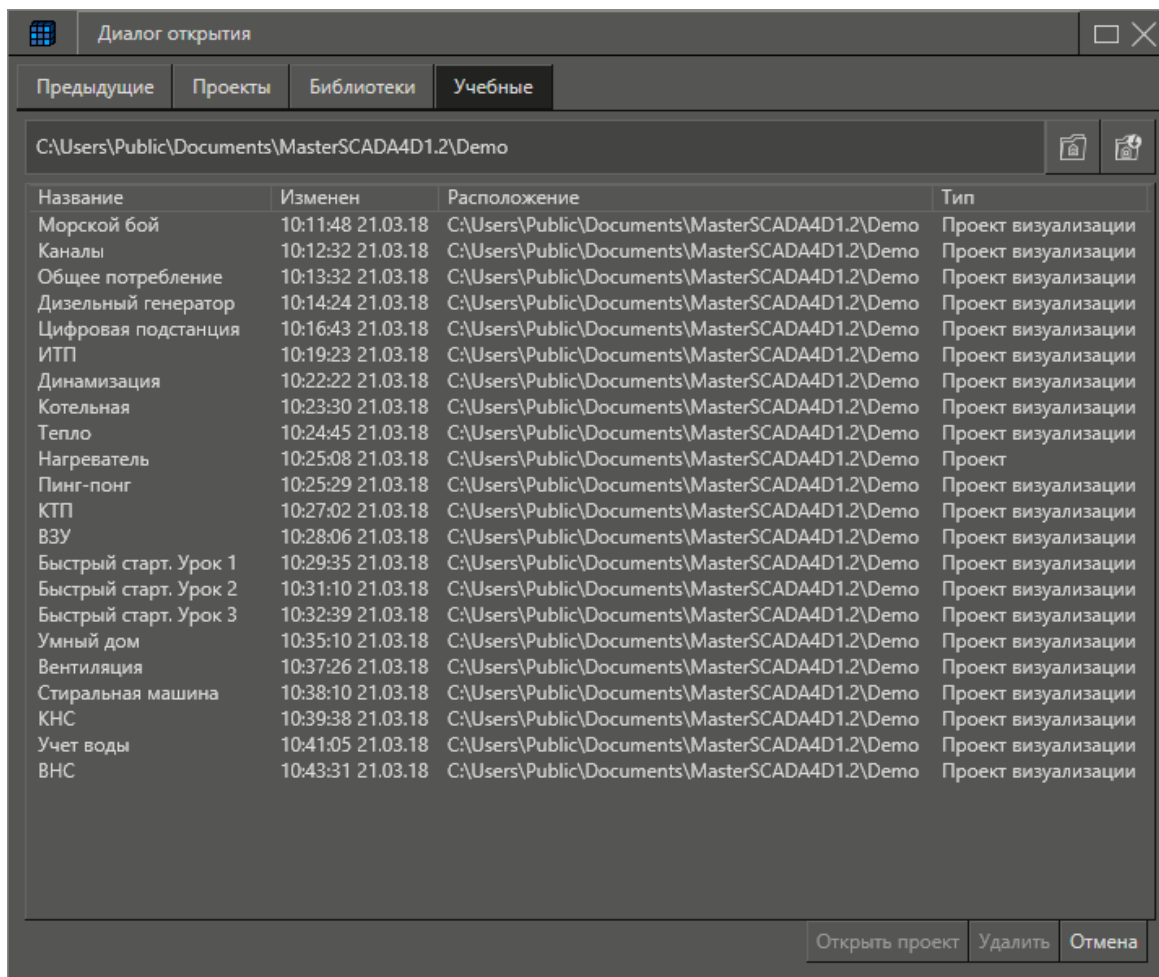 Диалог открытия
Предыдущие Проекты Библиотеки Учебные
C:\Users\Public\Documents\MasterSCADA4D1.2\Demo
Название Изменен Расположение Тип
Морской бой 10:11:48 21.03.18 C:\Users\Public\Documents\MasterSCADA4D1.2\Demo Проект визуализации
Каналы 10:12:32 21.03.18 C:\Users\Public\Documents\MasterSCADA4D1.2\Demo Проект визуализации
Общее потребление 10:13:32 21.03.18 C:\Users\Public\Documents\MasterSCADA4D1.2\Demo Проект визуализации
Дизельный генератор 10:14:24 21.03.18 C:\Users\Public\Documents\MasterSCADA4D1.2\Demo Проект визуализации
Цифровая подстанция 10:16:43 21.03.18 C:\Users\Public\Documents\MasterSCADA4D1.2\Demo Проект визуализации
ИТП 10:19:23 21.03.18 C:\Users\Public\Documents\MasterSCADA4D1.2\Demo Проект визуализации
Динамизация 10:22:22 21.03.18 C:\Users\Public\Documents\MasterSCADA4D1.2\Demo Проект визуализации
Котельная 10:23:30 21.03.18 C:\Users\Public\Documents\MasterSCADA4D1.2\Demo Проект визуализации
Тепло 10:24:45 21.03.18 C:\Users\Public\Documents\MasterSCADA4D1.2\Demo Проект визуализации
Нагреватель 10:25:08 21.03.18 C:\Users\Public\Documents\MasterSCADA4D1.2\Demo Проект
Пинг-понг 10:25:29 21.03.18 C:\Users\Public\Documents\MasterSCADA4D1.2\Demo Проект визуализации
КТП 10:27:02 21.03.18 C:\Users\Public\Documents\MasterSCADA4D1.2\Demo Проект визуализации
ВЗУ 10:28:06 21.03.18 C:\Users\Public\Documents\MasterSCADA4D1.2\Demo Проект визуализации
Быстрый старт. Урок 1 10:29:35 21.03.18 C:\Users\Public\Documents\MasterSCADA4D1.2\Demo Проект визуализации
Быстрый старт. Урок 2 10:31:10 21.03.18 C:\Users\Public\Documents\MasterSCADA4D1.2\Demo Проект визуализации
Быстрый старт. Урок 3 10:32:39 21.03.18 C:\Users\Public\Documents\MasterSCADA4D1.2\Demo Проект визуализации
Умный дом 10:35:10 21.03.18 C:\Users\Public\Documents\MasterSCADA4D1.2\Demo Проект визуализации
Вентиляция 10:37:26 21.03.18 C:\Users\Public\Documents\MasterSCADA4D1.2\Demo Проект визуализации
Стиральная машина 10:38:10 21.03.18 C:\Users\Public\Documents\MasterSCADA4D1.2\Demo Проект визуализации
КНС 10:39:38 21.03.18 C:\Users\Public\Documents\MasterSCADA4D1.2\Demo Проект визуализации
Учет воды 10:41:05 21.03.18 C:\Users\Public\Documents\MasterSCADA4D1.2\Demo Проект визуализации
ВНС 10:43:31 21.03.18 C:\Users\Public\Documents\MasterSCADA4D1.2\Demo Проект визуализации
Открыть проект Удалить Отмена